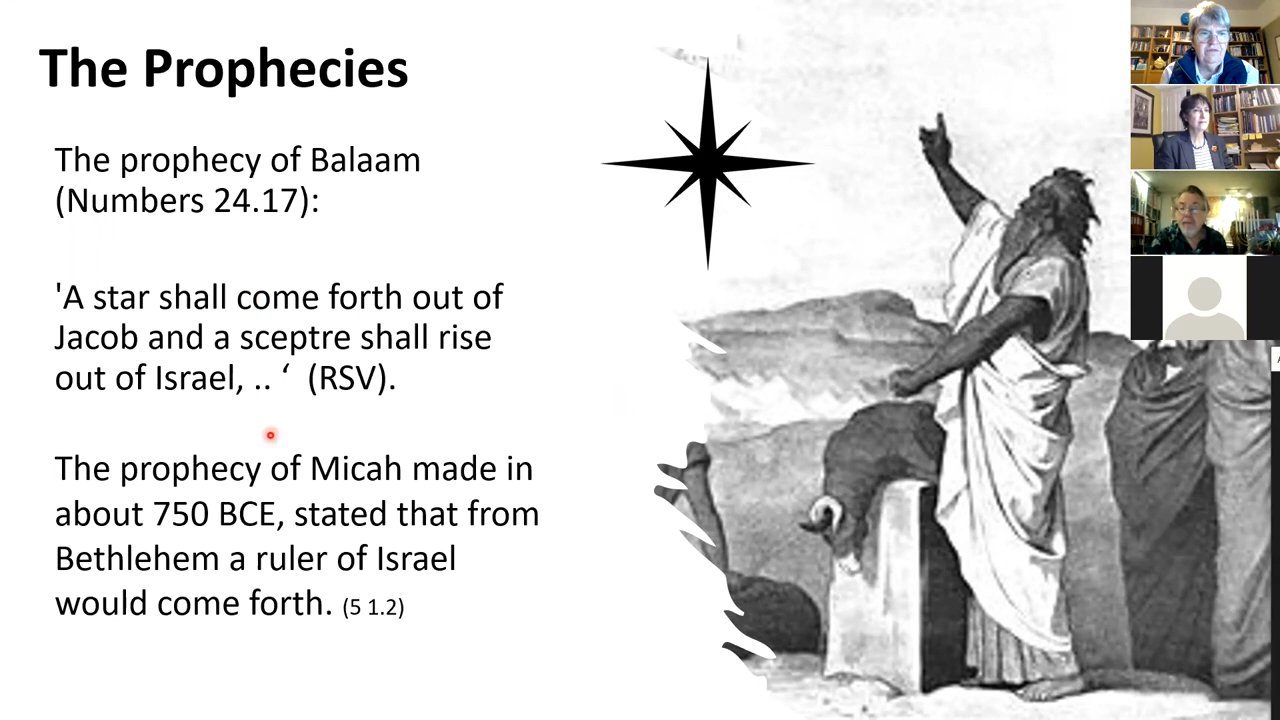 The Prophecies
The prophecy of Balaam
(Numbers 24.17):
'A star shall come forth out of
Jacob and a sceptre shall rise
out of Israel, .. ‘ (RSV).
The prophecy of Micah made in
about 750 BCE, stated that from
Bethlehem a ruler of Israel
would come forth. (5 1.2)